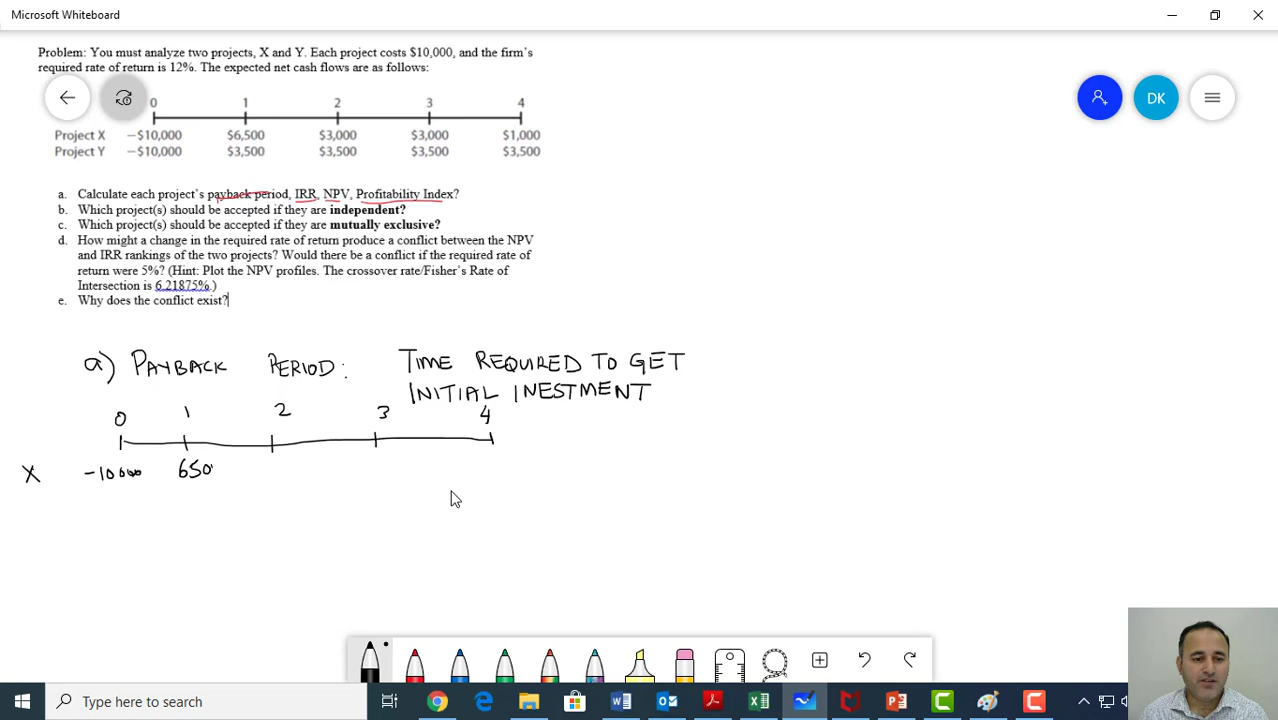 Microsoft Whiteboard
Problem: You must analyze two projects, X and Y. Each project costs $10,000, and the firm's
required rate of return is 12%. The expected net cash flows are as follows:
DK
0 1 2 3 4
Project X −$10,000 $6,500 $3,000 $3,000 $1,000
Project Y −$10,000 $3,500 $3,500 $3,500 $3,500
a. Calculate each project's payback period, IRR, NPV, Profitability Index?
b. Which project(s) should be accepted if they are independent?
c. Which project(s) should be accepted if they are mutually exclusive?
d. How might a change in the required rate of return produce a conflict between the NPV
and IRR rankings of the two projects? Would there be a conflict if the required rate of
return were 5%? (Hint: Plot the NPV profiles. The crossover rate/Fisher's Rate of
Intersection is 6.21875%.)
e. Why does the conflict exist?
a) PAYBACK PERIOD: TIME REQUIRED TO GET
INITIAL INESTMENT
0 1 2 3 4
X -10000 650
Type here to search